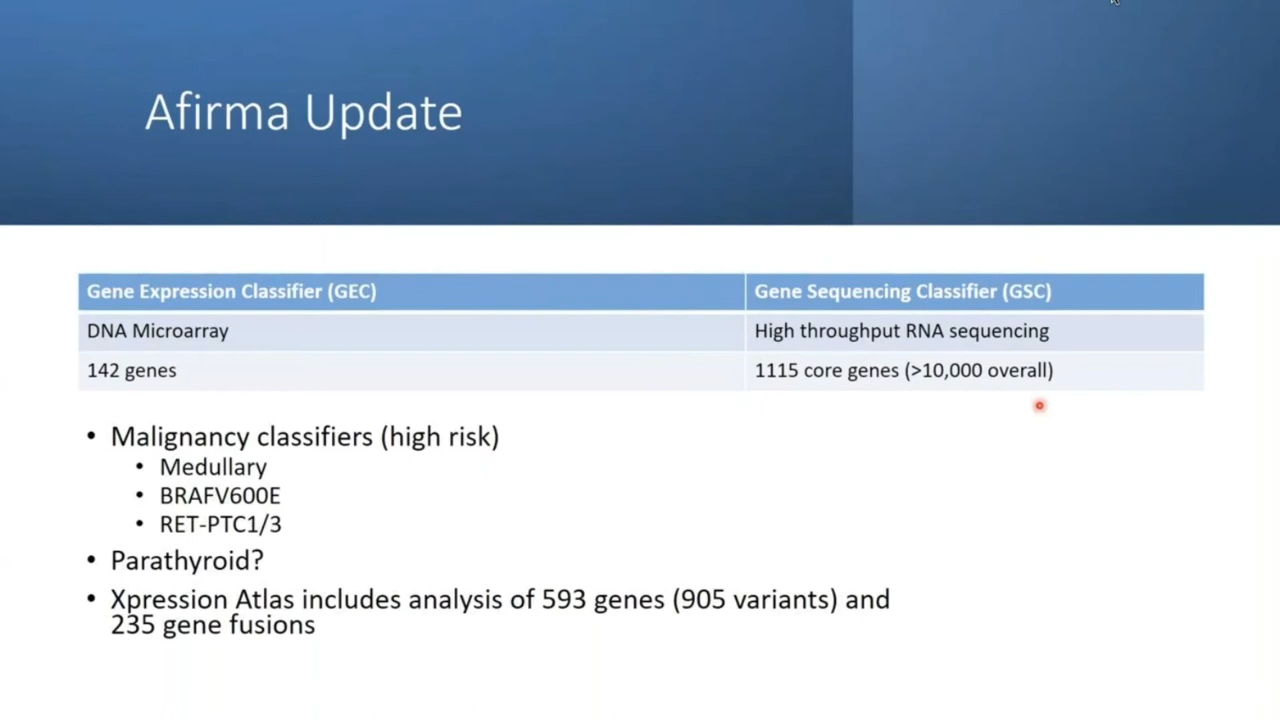 Afirma Update
Gene Expression Classifier (GEC)
Gene Sequencing Classifier (GSC)
DNA Microarray
High throughput RNA sequencing
142 genes
1115 core genes (>10,000 overall)
• Malignancy classifiers (high risk)
• Medullary
• BRAFV600E
• RET-PTC1/3
• Parathyroid?
• Xpression Atlas includes analysis of 593 genes (905 variants) and
235 gene fusions